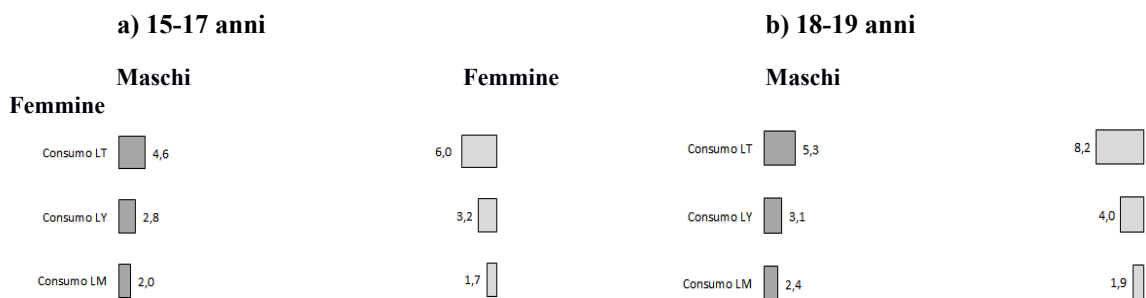 a) 15-17 anni
b) 18-19 anni
Maschi
Femmine
Maschi
Femmine
Consumo LT 4,6 6,0
Consumo LY 2,8 3,2
Consumo LM 2,0 1,7
Consumo LT 5,3 8,2
Consumo LY 3,1 4,0
Consumo LM 2,4 1,9